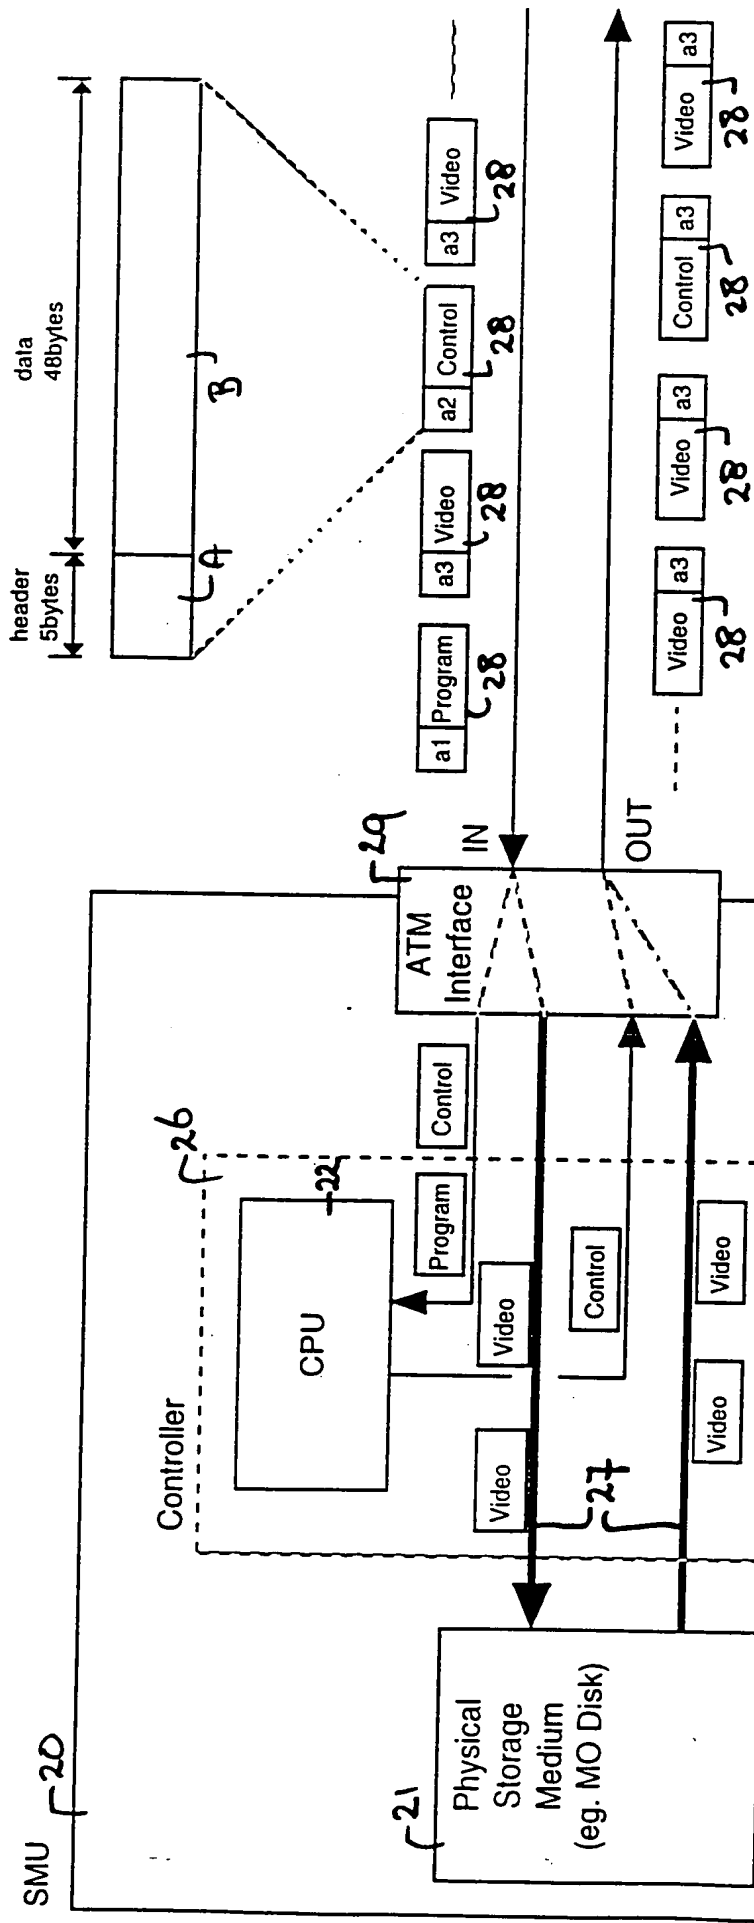 SMU
20
Controller
26
CPU
22
21
Physical
Storage
Medium
(eg. MO Disk)
27
Program
Control
Video
Video
Control
Video
Video
ATM
Interface
29
IN
OUT
header
5bytes
data
48bytes
A
B
a1 Program
28
a3 Video
28
a2 Control
28
a3 Video
28
Video a3
28
Video a3
28
Control a3
28
Video a3
28